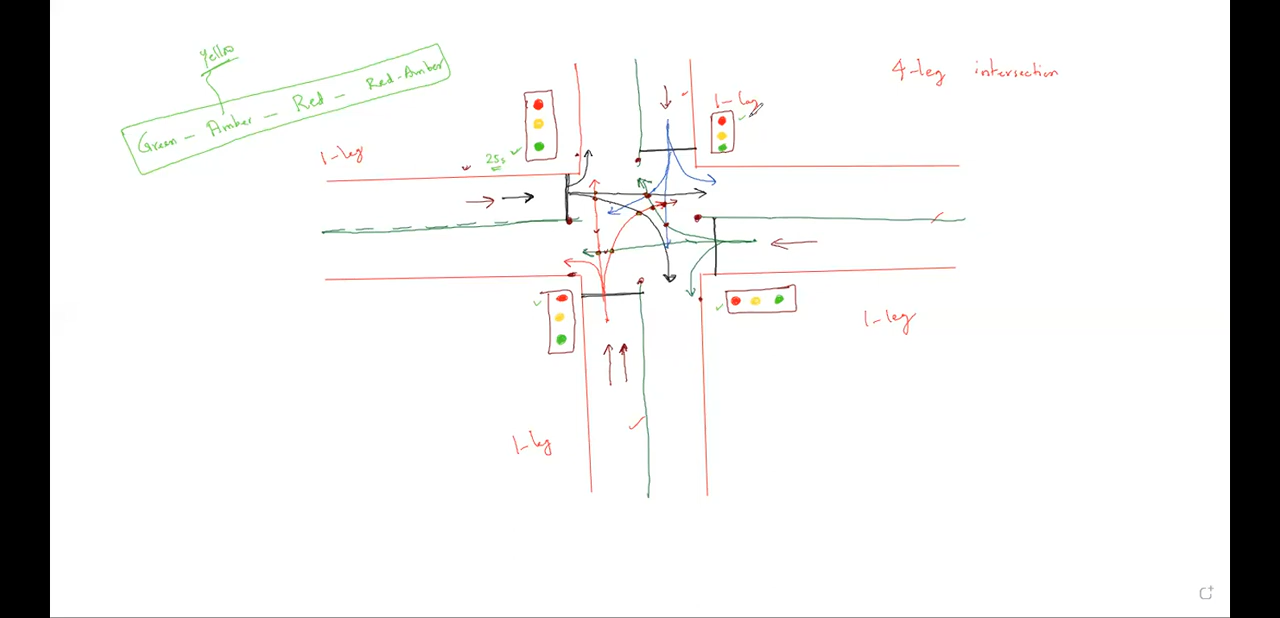 Yellow
Green - Amber - Red - Red-Amber
4-leg intersection
1-leg
1-leg
25s
1-leg
1-leg